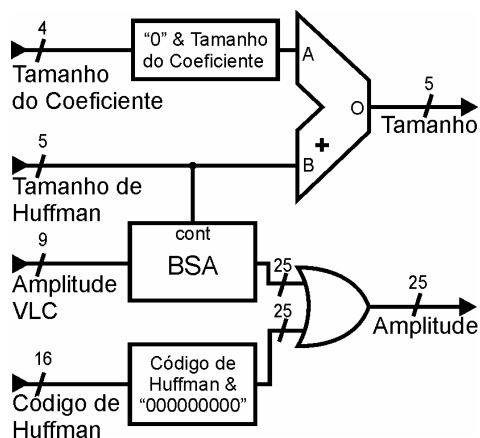 4
“0” & Tamanho
do Coeficiente
A
Tamanho
do Coeficiente
5
O
Tamanho
+
5
B
Tamanho de
Huffman
cont
9
BSA
Amplitude
VLC
25
25
25
Amplitude
16
Código de
Huffman &
“000000000”
Código de
Huffman